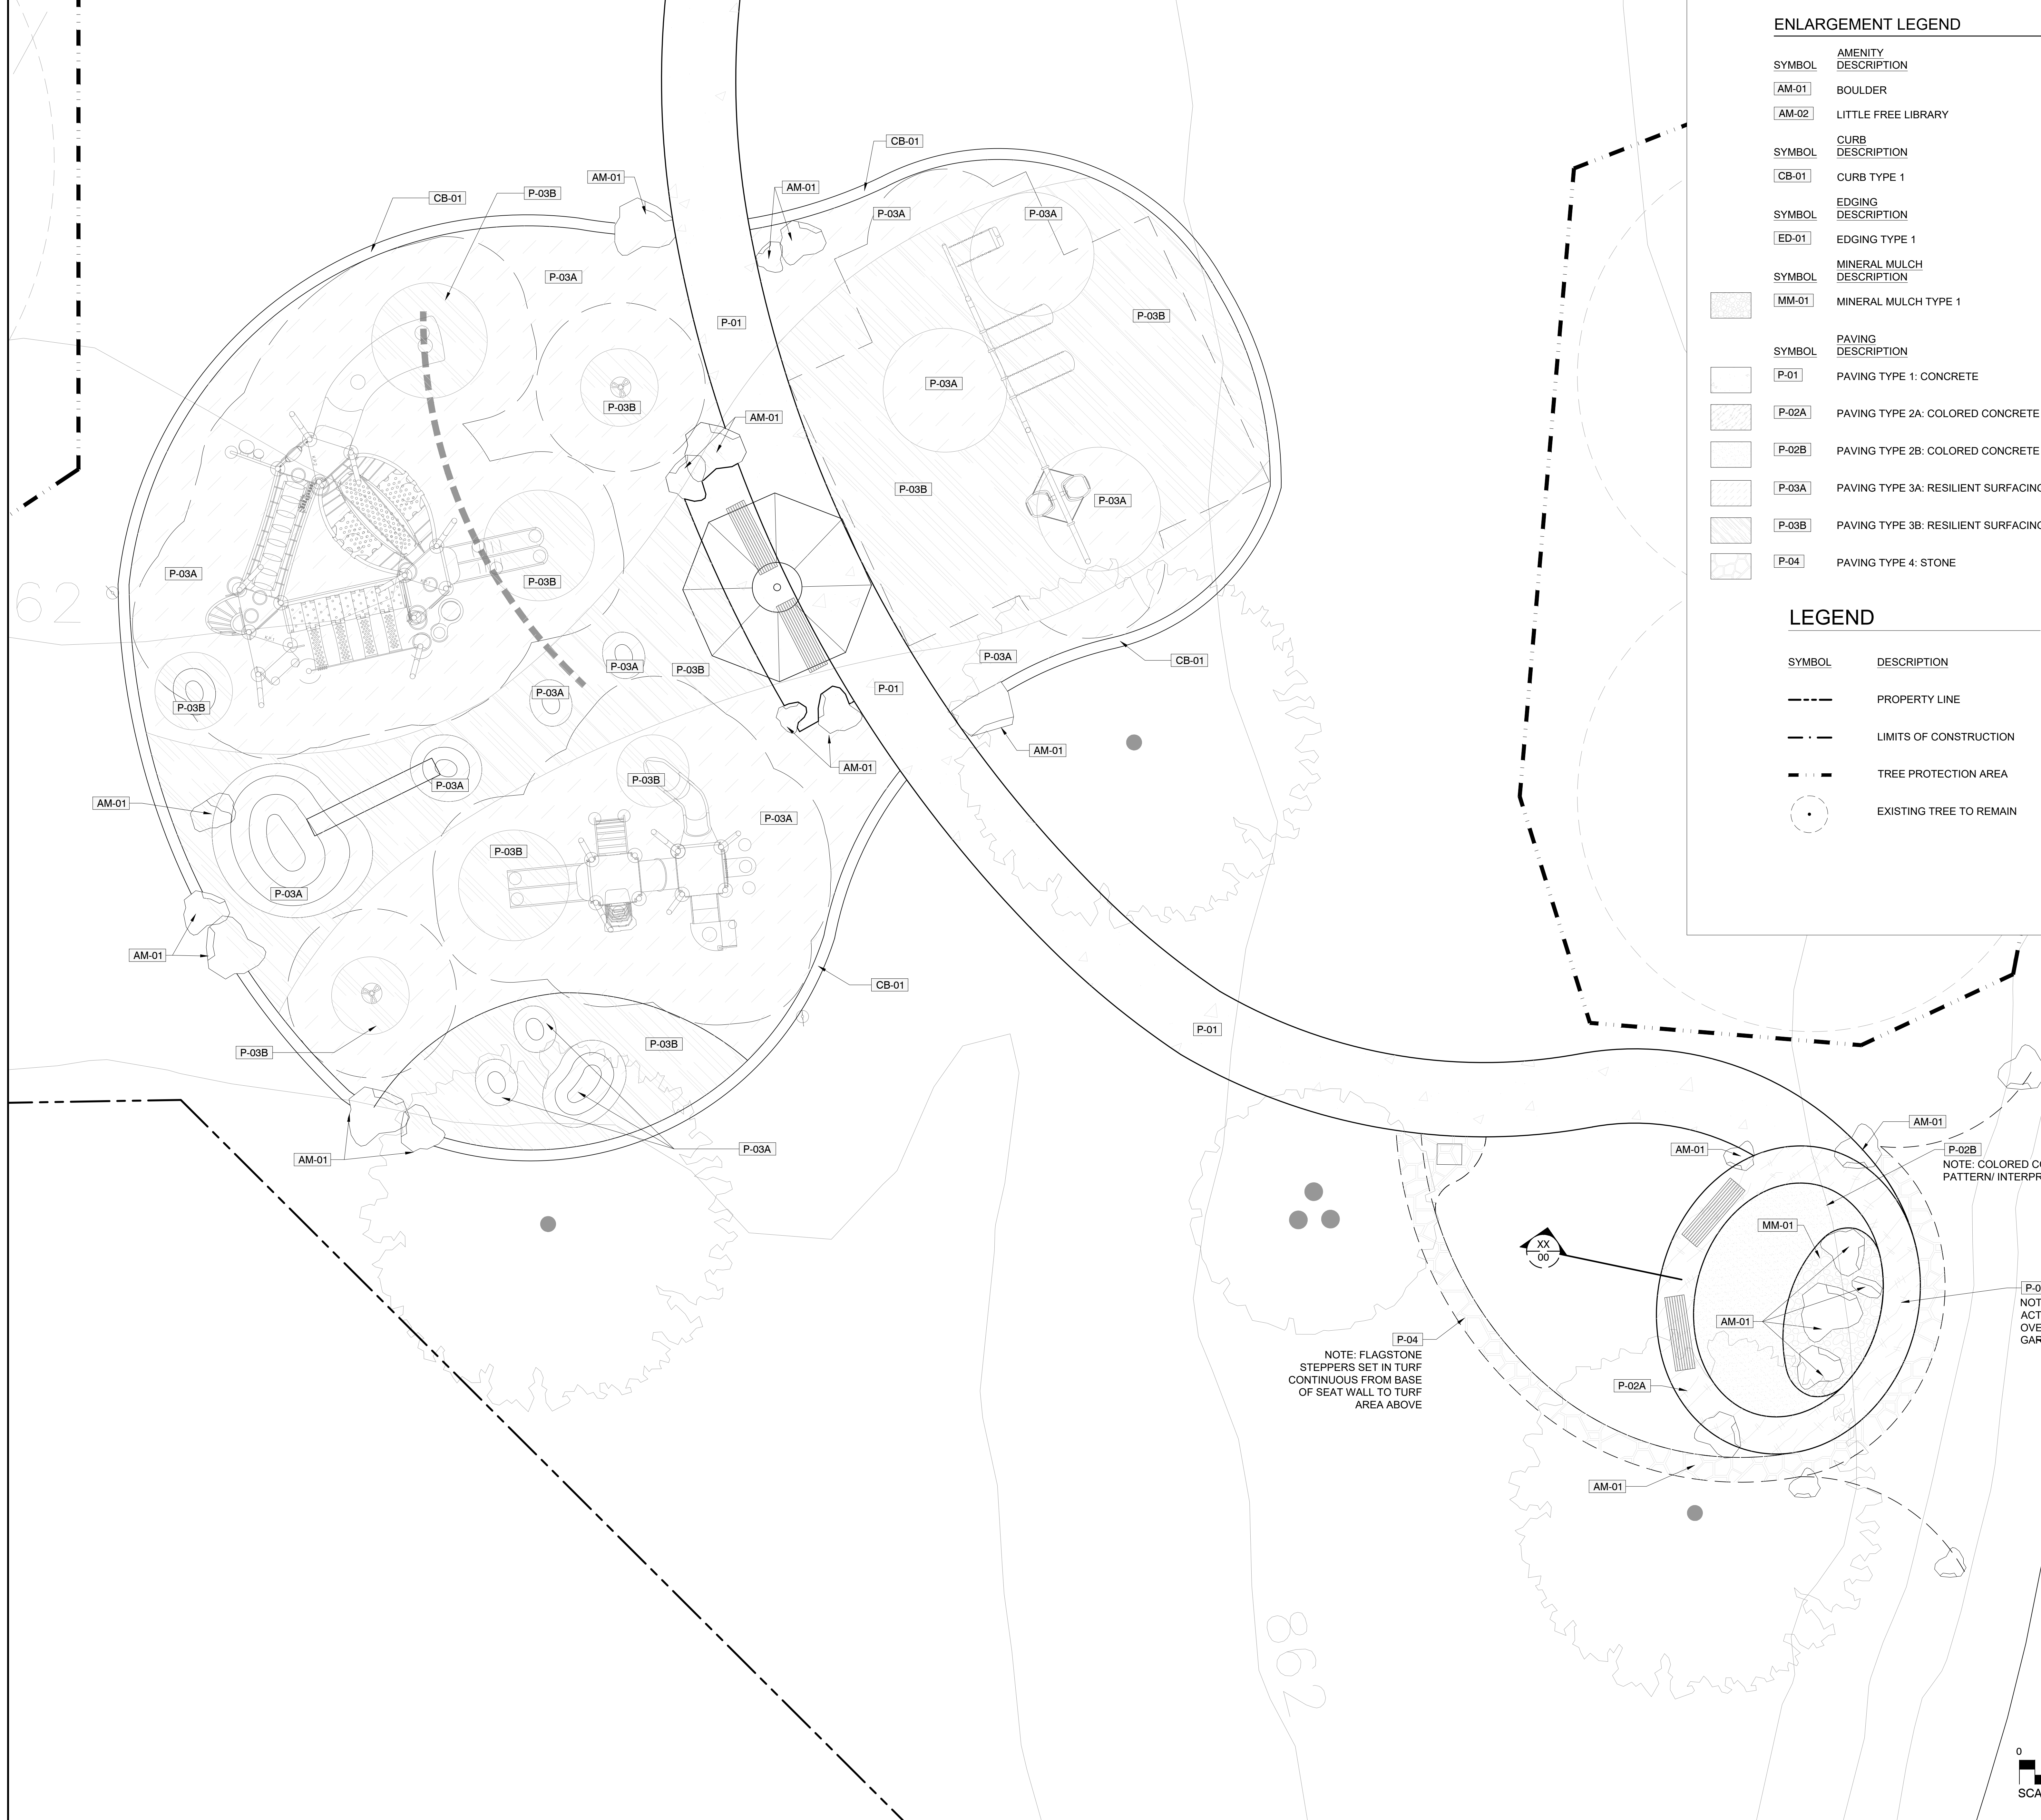 ENLARGEMENT LEGEND
AMENITY
SYMBOL DESCRIPTION
AM-01 BOULDER
AM-02 LITTLE FREE LIBRARY
CURB
SYMBOL DESCRIPTION
CB-01 CURB TYPE 1
EDGING
SYMBOL DESCRIPTION
ED-01 EDGING TYPE 1
MINERAL MULCH
SYMBOL DESCRIPTION
MM-01 MINERAL MULCH TYPE 1
PAVING
SYMBOL DESCRIPTION
P-01 PAVING TYPE 1: CONCRETE
P-02A PAVING TYPE 2A: COLORED CONCRETE
P-02B PAVING TYPE 2B: COLORED CONCRETE
P-03A PAVING TYPE 3A: RESILIENT SURFACING
P-03B PAVING TYPE 3B: RESILIENT SURFACING
P-04 PAVING TYPE 4: STONE
LEGEND
SYMBOL DESCRIPTION
PROPERTY LINE
LIMITS OF CONSTRUCTION
TREE PROTECTION AREA
EXISTING TREE TO REMAIN
CB-01
AM-01
AM-01
P-03B
CB-01
P-03A
P-03A
P-03A
P-03B
P-01
P-03A
P-03B
AM-01
P-03B
P-03A
P-03A
P-03B
62
P-03A
P-03B
P-03A
CB-01
P-03A
P-01
P-03A
P-03B
AM-01
AM-01
P-03B
P-03A
AM-01
P-03A
P-03B
P-03A
AM-01
CB-01
P-01
P-03B
P-03B
AM-01
P-03A
AM-01
AM-01
P-02B
NOTE: COLORED
PATTERN/
MM-01
XX
00
AM-01
P-04
NOTE: FLAGSTONE
STEPPERS SET IN TURF
CONTINUOUS FROM BASE
OF SEAT WALL TO TURF
AREA ABOVE
P-02A
AM-01
798
0